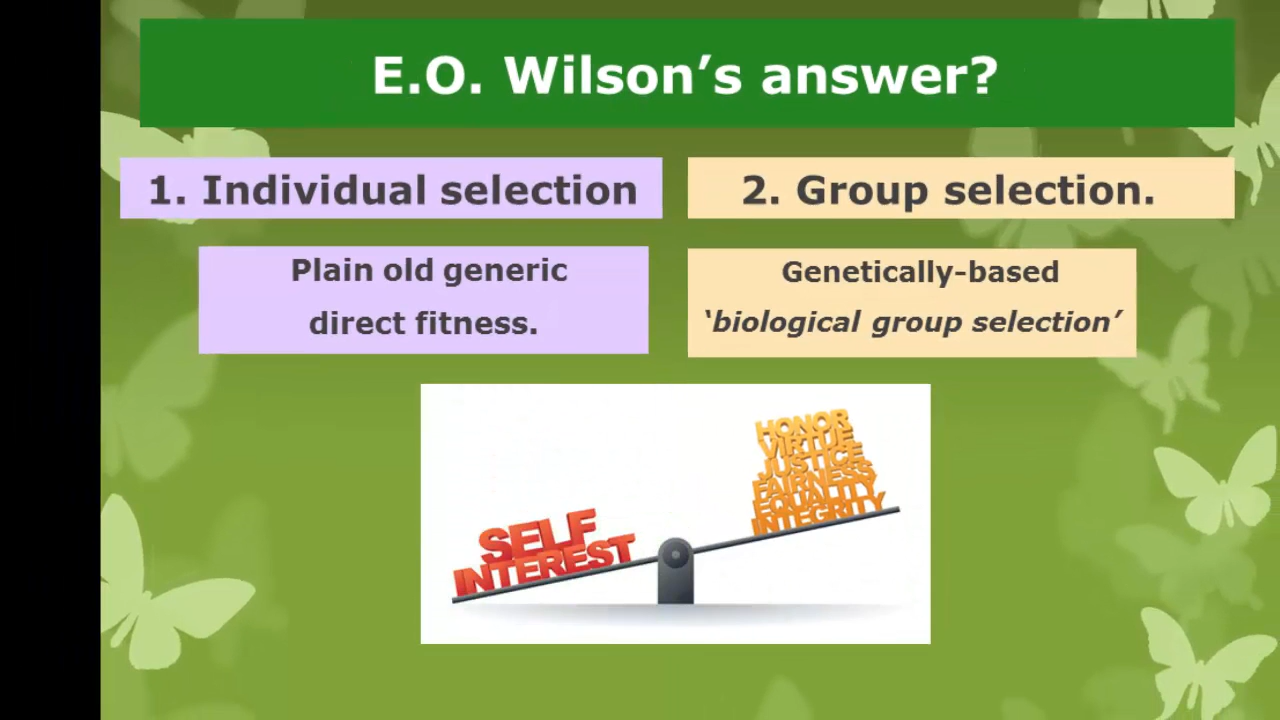 E.O. Wilson’s answer?
1. Individual selection
2. Group selection.
Plain old generic
direct fitness.
Genetically-based
‘biological group selection’
SELF
INTEREST
HONOR
VIRTUE
JUSTICE
FAIRNESS
EQUALITY
INTEGRITY